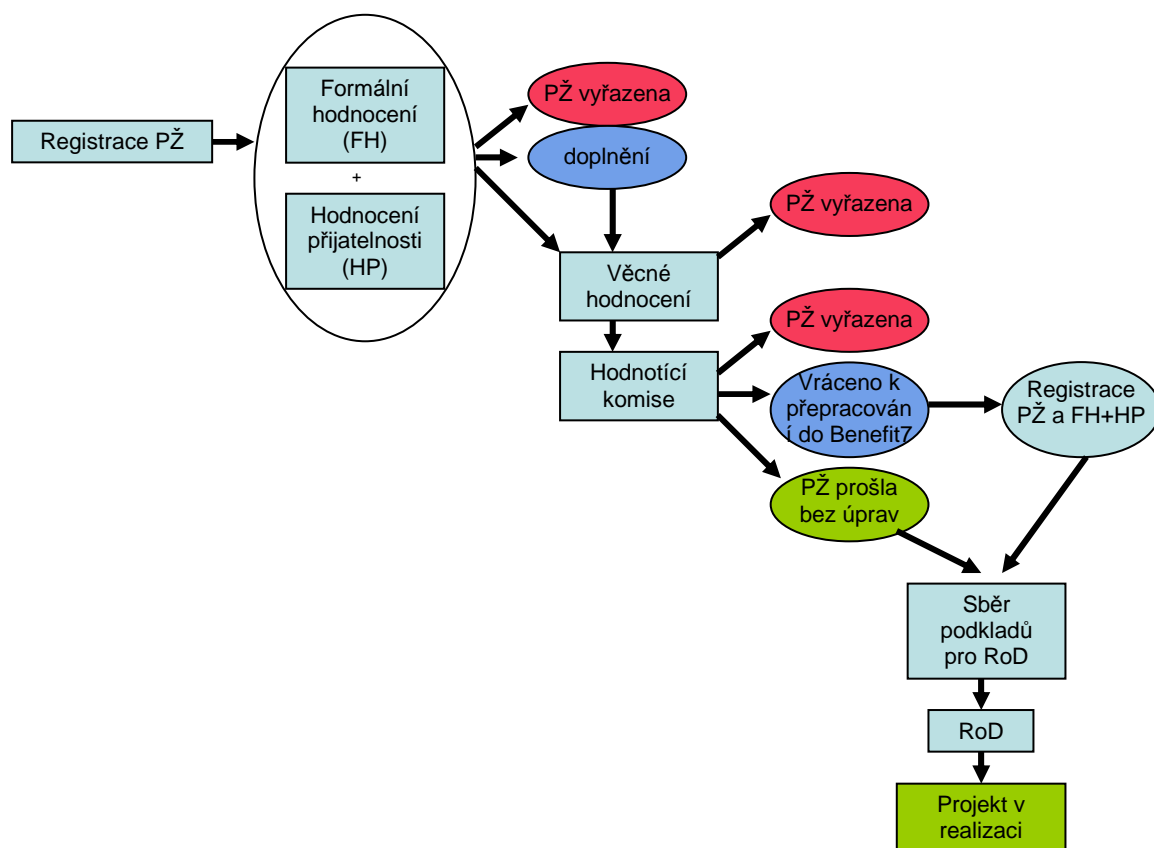 Registrace PŽ
Formální
hodnocení
(FH)
+
Hodnocení
přijatelnosti
(HP)
PŽ vyřazena
doplnění
PŽ vyřazena
Věcné
hodnocení
PŽ vyřazena
Hodnotící
komise
Vráceno k
přepracován
í do Benefit7
Registrace
PŽ a FH+HP
PŽ prošla
bez úprav
Sběr
podkladů
pro RoD
RoD
Projekt v
realizaci